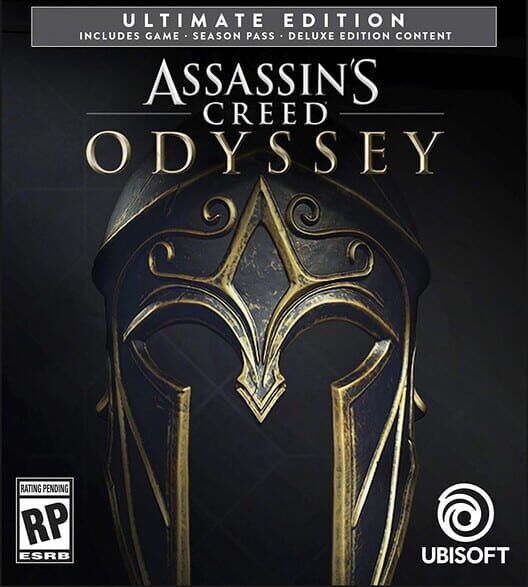 ULTIMATE EDITION
INCLUDES GAME · SEASON PASS · DELUXE EDITION CONTENT
ASSASSIN'S
CREED
ODYSSEY
RATING PENDING
RP
ESRB
UBISOFT